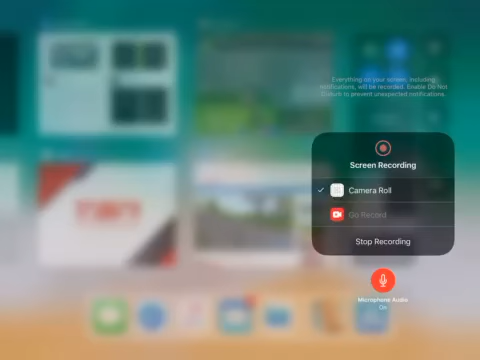 Everything on your screen, including
notifications, will be recorded. Enable Do Not
Disturb to prevent unexpected notifications.
Screen Recording
Camera Roll
Go Record
Stop Recording
Microphone Audio
On